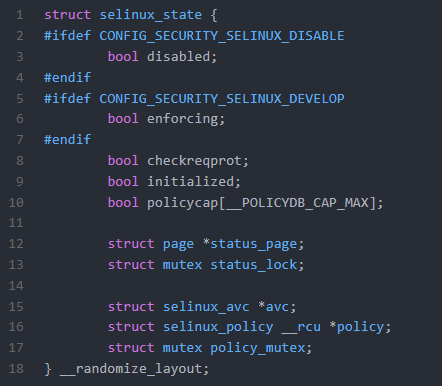 1 struct selinux_state {
2 #ifdef CONFIG_SECURITY_SELINUX_DISABLE
3         bool disabled;
4 #endif
5 #ifdef CONFIG_SECURITY_SELINUX_DEVELOP
6         bool enforcing;
7 #endif
8         bool checkreqprot;
9         bool initialized;
10         bool policycap[__POLICYDB_CAP_MAX];
11
12         struct page *status_page;
13         struct mutex status_lock;
14
15         struct selinux_avc *avc;
16         struct selinux_policy __rcu *policy;
17         struct mutex policy_mutex;
18 } __randomize_layout;